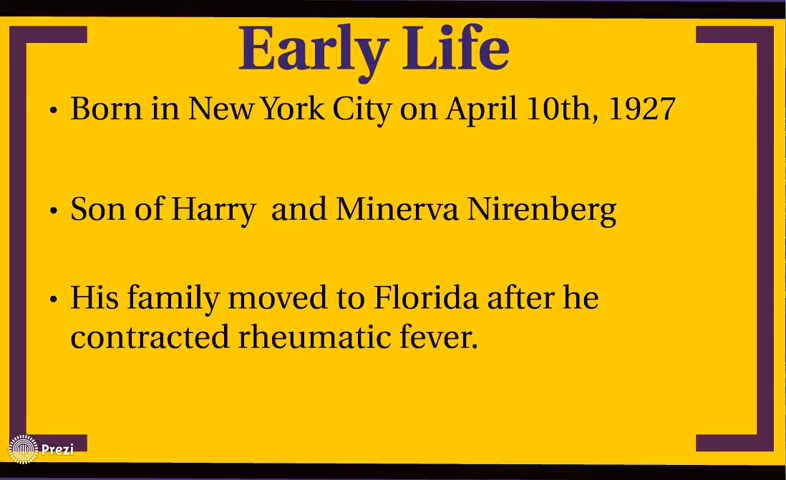 Early Life
• Born in New York City on April 10th, 1927
• Son of Harry  and Minerva Nirenberg
• His family moved to Florida after he
contracted rheumatic fever.
Prezi